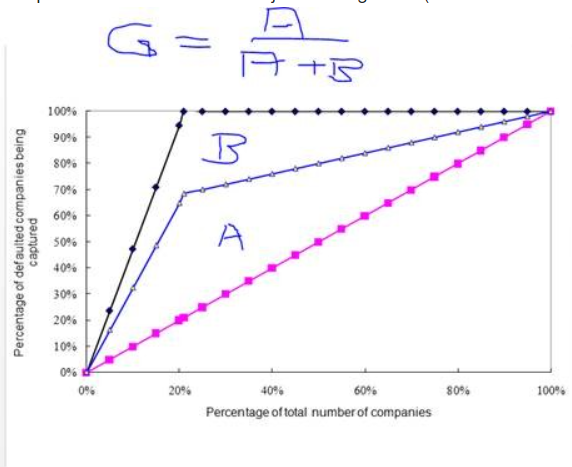 G = A
A + B
100%
90%
80%
70%
60%
50%
40%
30%
20%
10%
0%
B
A
0% 20% 40% 60% 80% 100%
Percentage of defaulted companies being
captured
Percentage of total number of companies